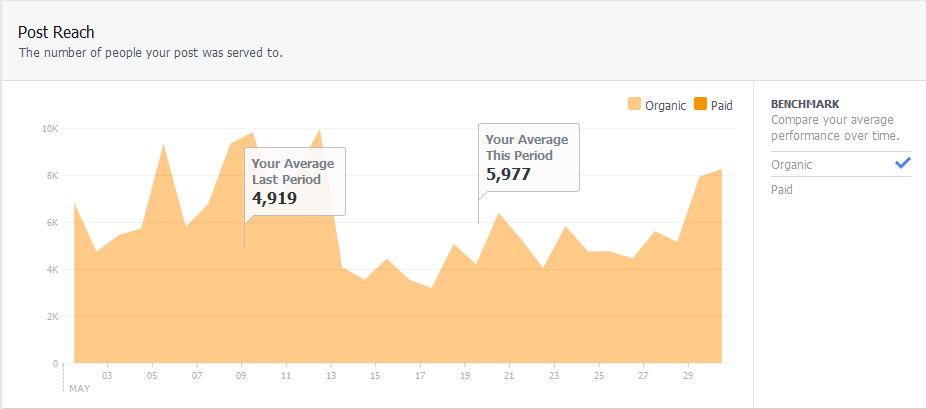 Post Reach
The number of people your post was served to.
Organic Paid
BENCHMARK
Compare your average
performance over time.
Organic
Paid
10K
8K
6K
4K
2K
0
Your Average
Last Period
4,919
Your Average
This Period
5,977
03 05 07 09 11 13 15 17 19 21 23 25 27 29
MAY